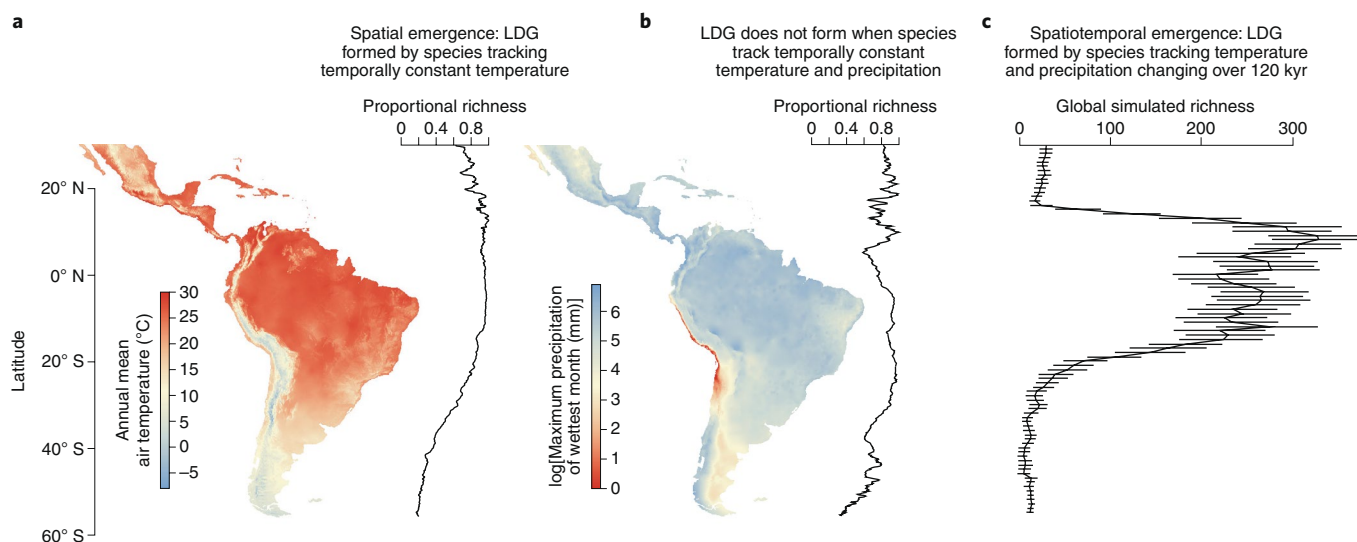 a
Spatial emergence: LDG
formed by species tracking
temporally constant temperature
Proportional richness
0 0.4 0.8
20° N
0° N
20° S
40° S
60° S
Latitude
Annual mean
air temperature (°C)
30
25
20
15
10
5
0
−5
b
LDG does not form when species
track temporally constant
temperature and precipitation
Proportional richness
0 0.4 0.8
log[Maximum precipitation
of wettest month (mm)]
6
5
4
3
2
1
0
c
Spatiotemporal emergence: LDG
formed by species tracking temperature
and precipitation changing over 120 kyr
Global simulated richness
0 100 200 300